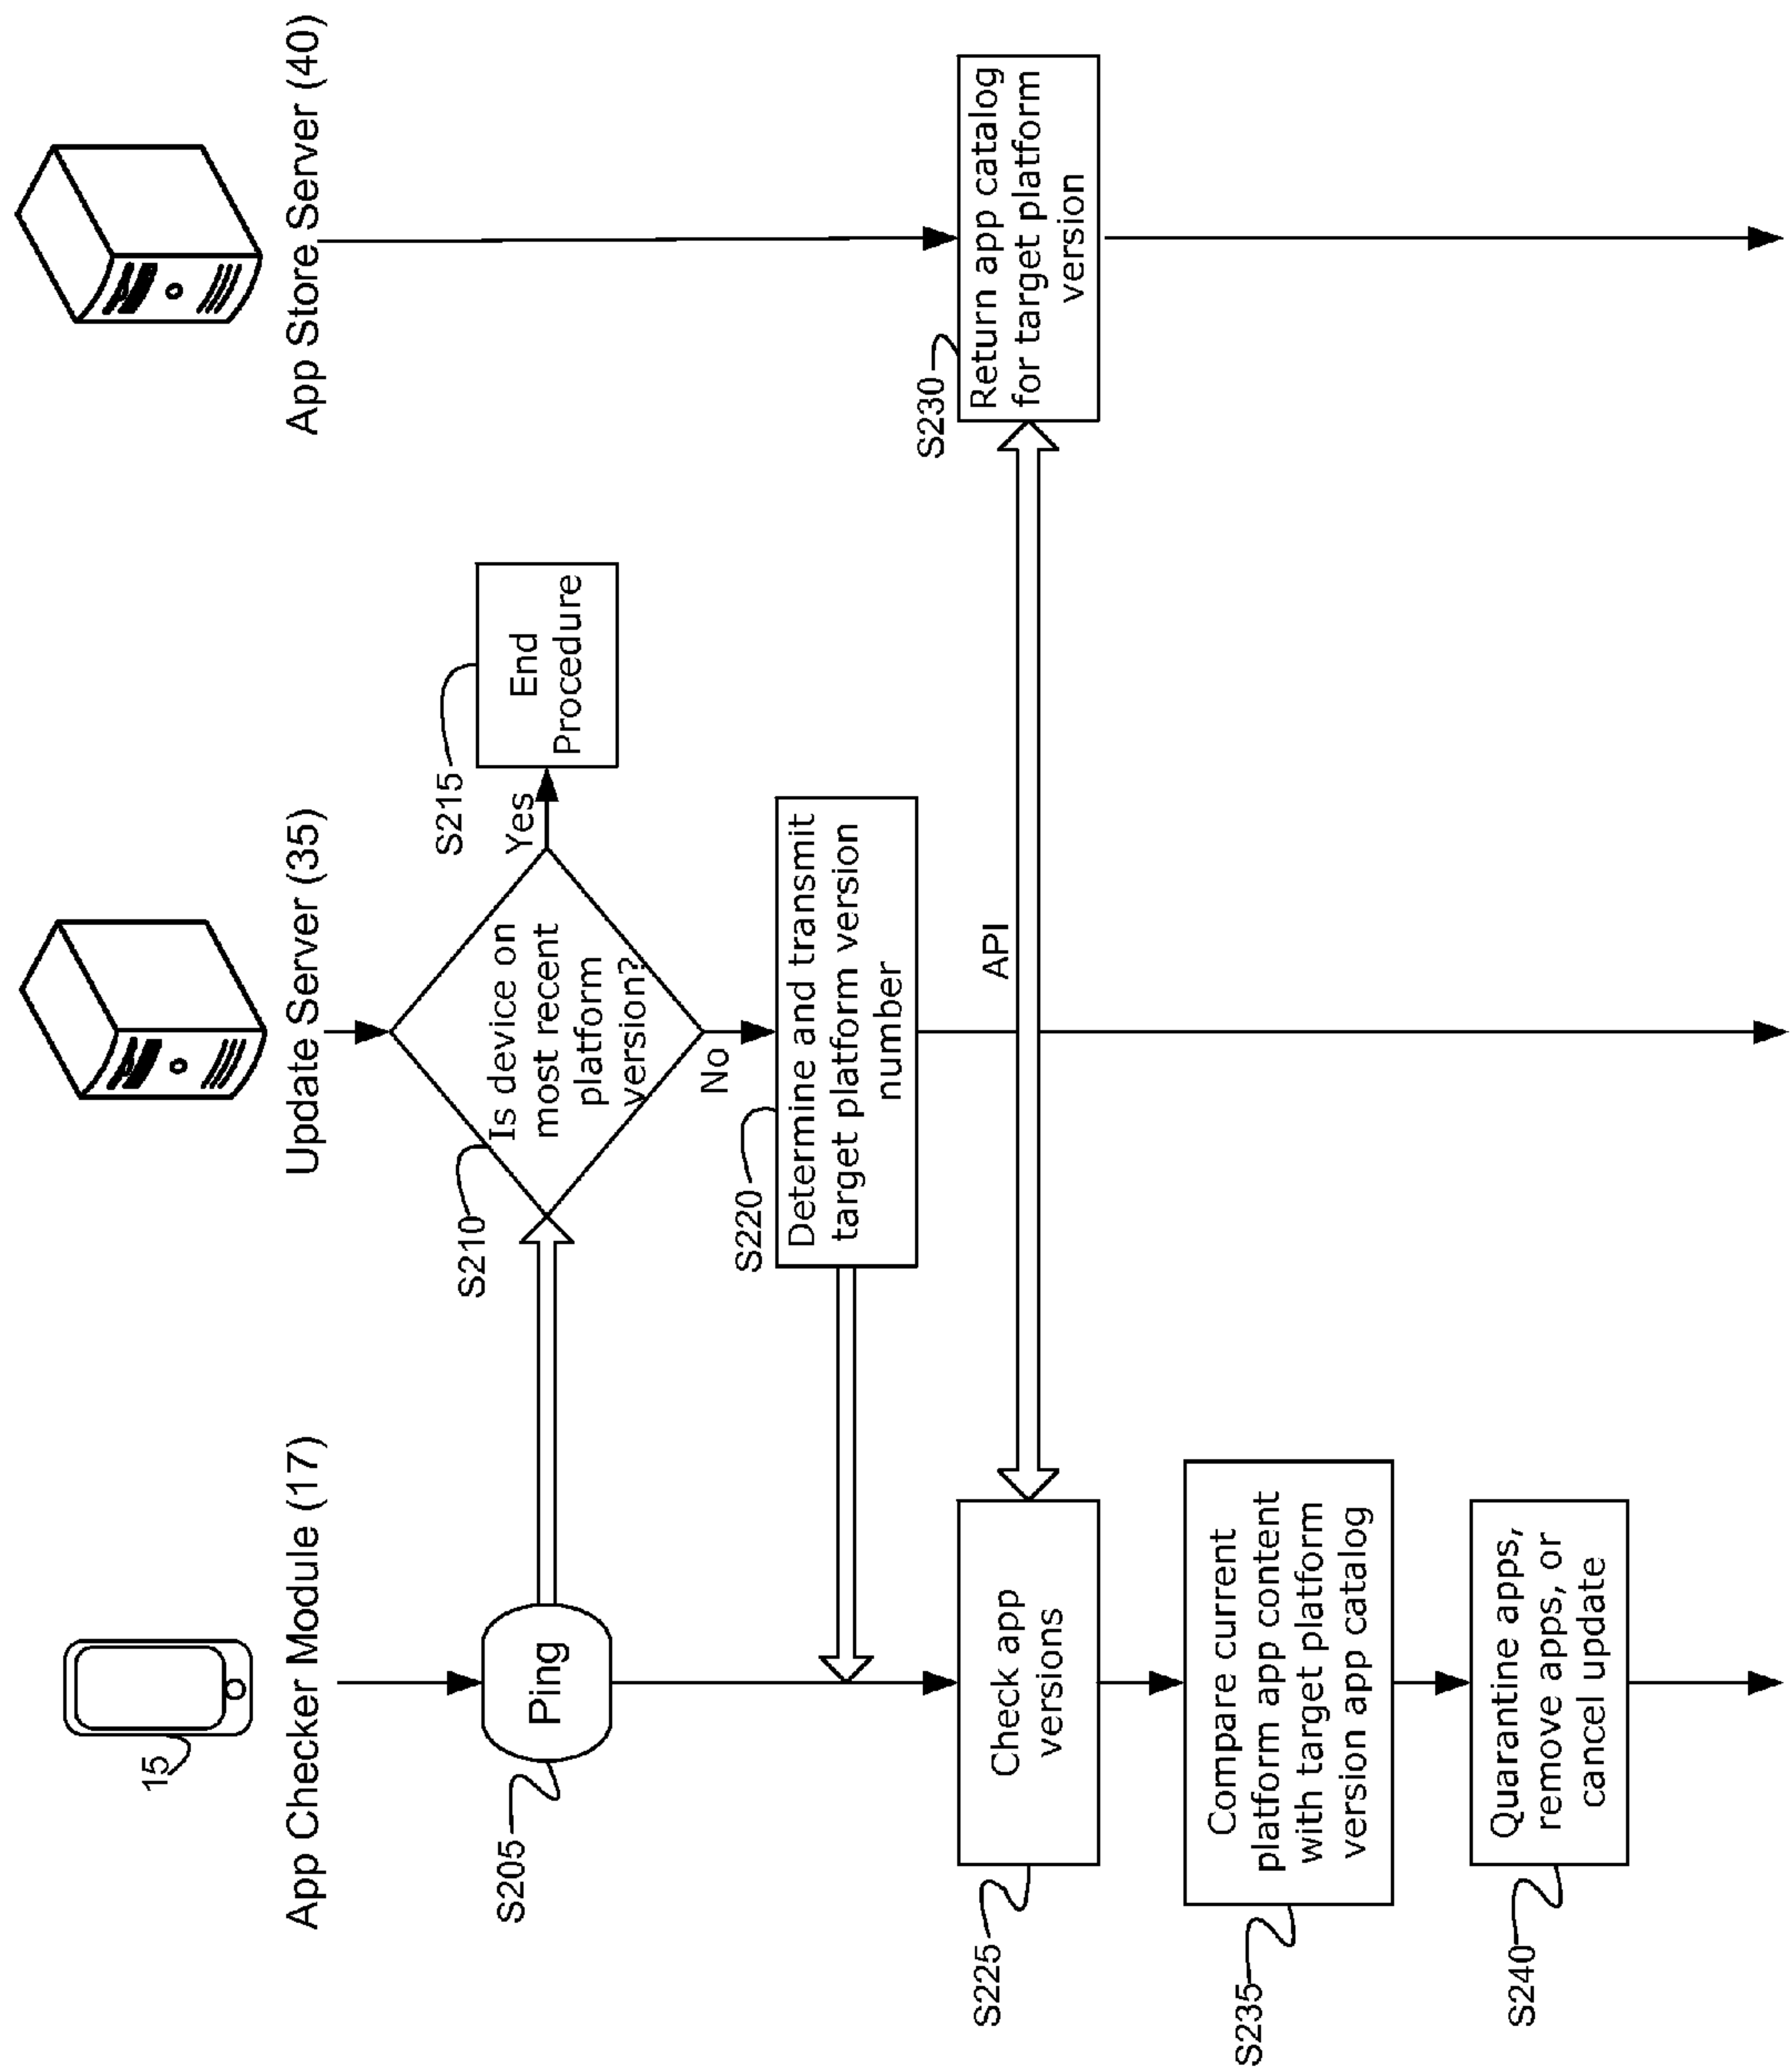 15
App Checker Module (17)
Update Server (35)
App Store Server (40)
S205
Ping
S210
Is device on
most recent
platform
version?
Yes
S215
End
Procedure
No
S220
Determine and transmit
target platform version
number
S225
Check app
versions
API
S230
Return app catalog
for target platform
version
S235
Compare current
platform app content
with target platform
version app catalog
S240
Quarantine apps,
remove apps, or
cancel update